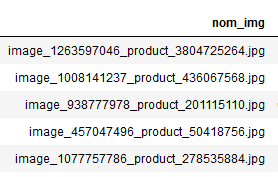 nom_img
image_1263597046_product_3804725264.jpg
image_1008141237_product_436067568.jpg
image_938777978_product_201115110.jpg
image_457047496_product_50418756.jpg
image_1077757786_product_278535884.jpg